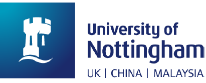 University of
Nottingham
UK | CHINA | MALAYSIA